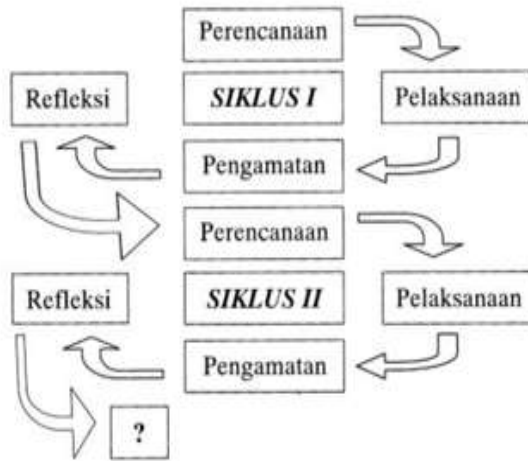 Perencanaan
Refleksi
SIKLUS I
Pelaksanaan
Pengamatan
Perencanaan
Refleksi
SIKLUS II
Pelaksanaan
Pengamatan
?